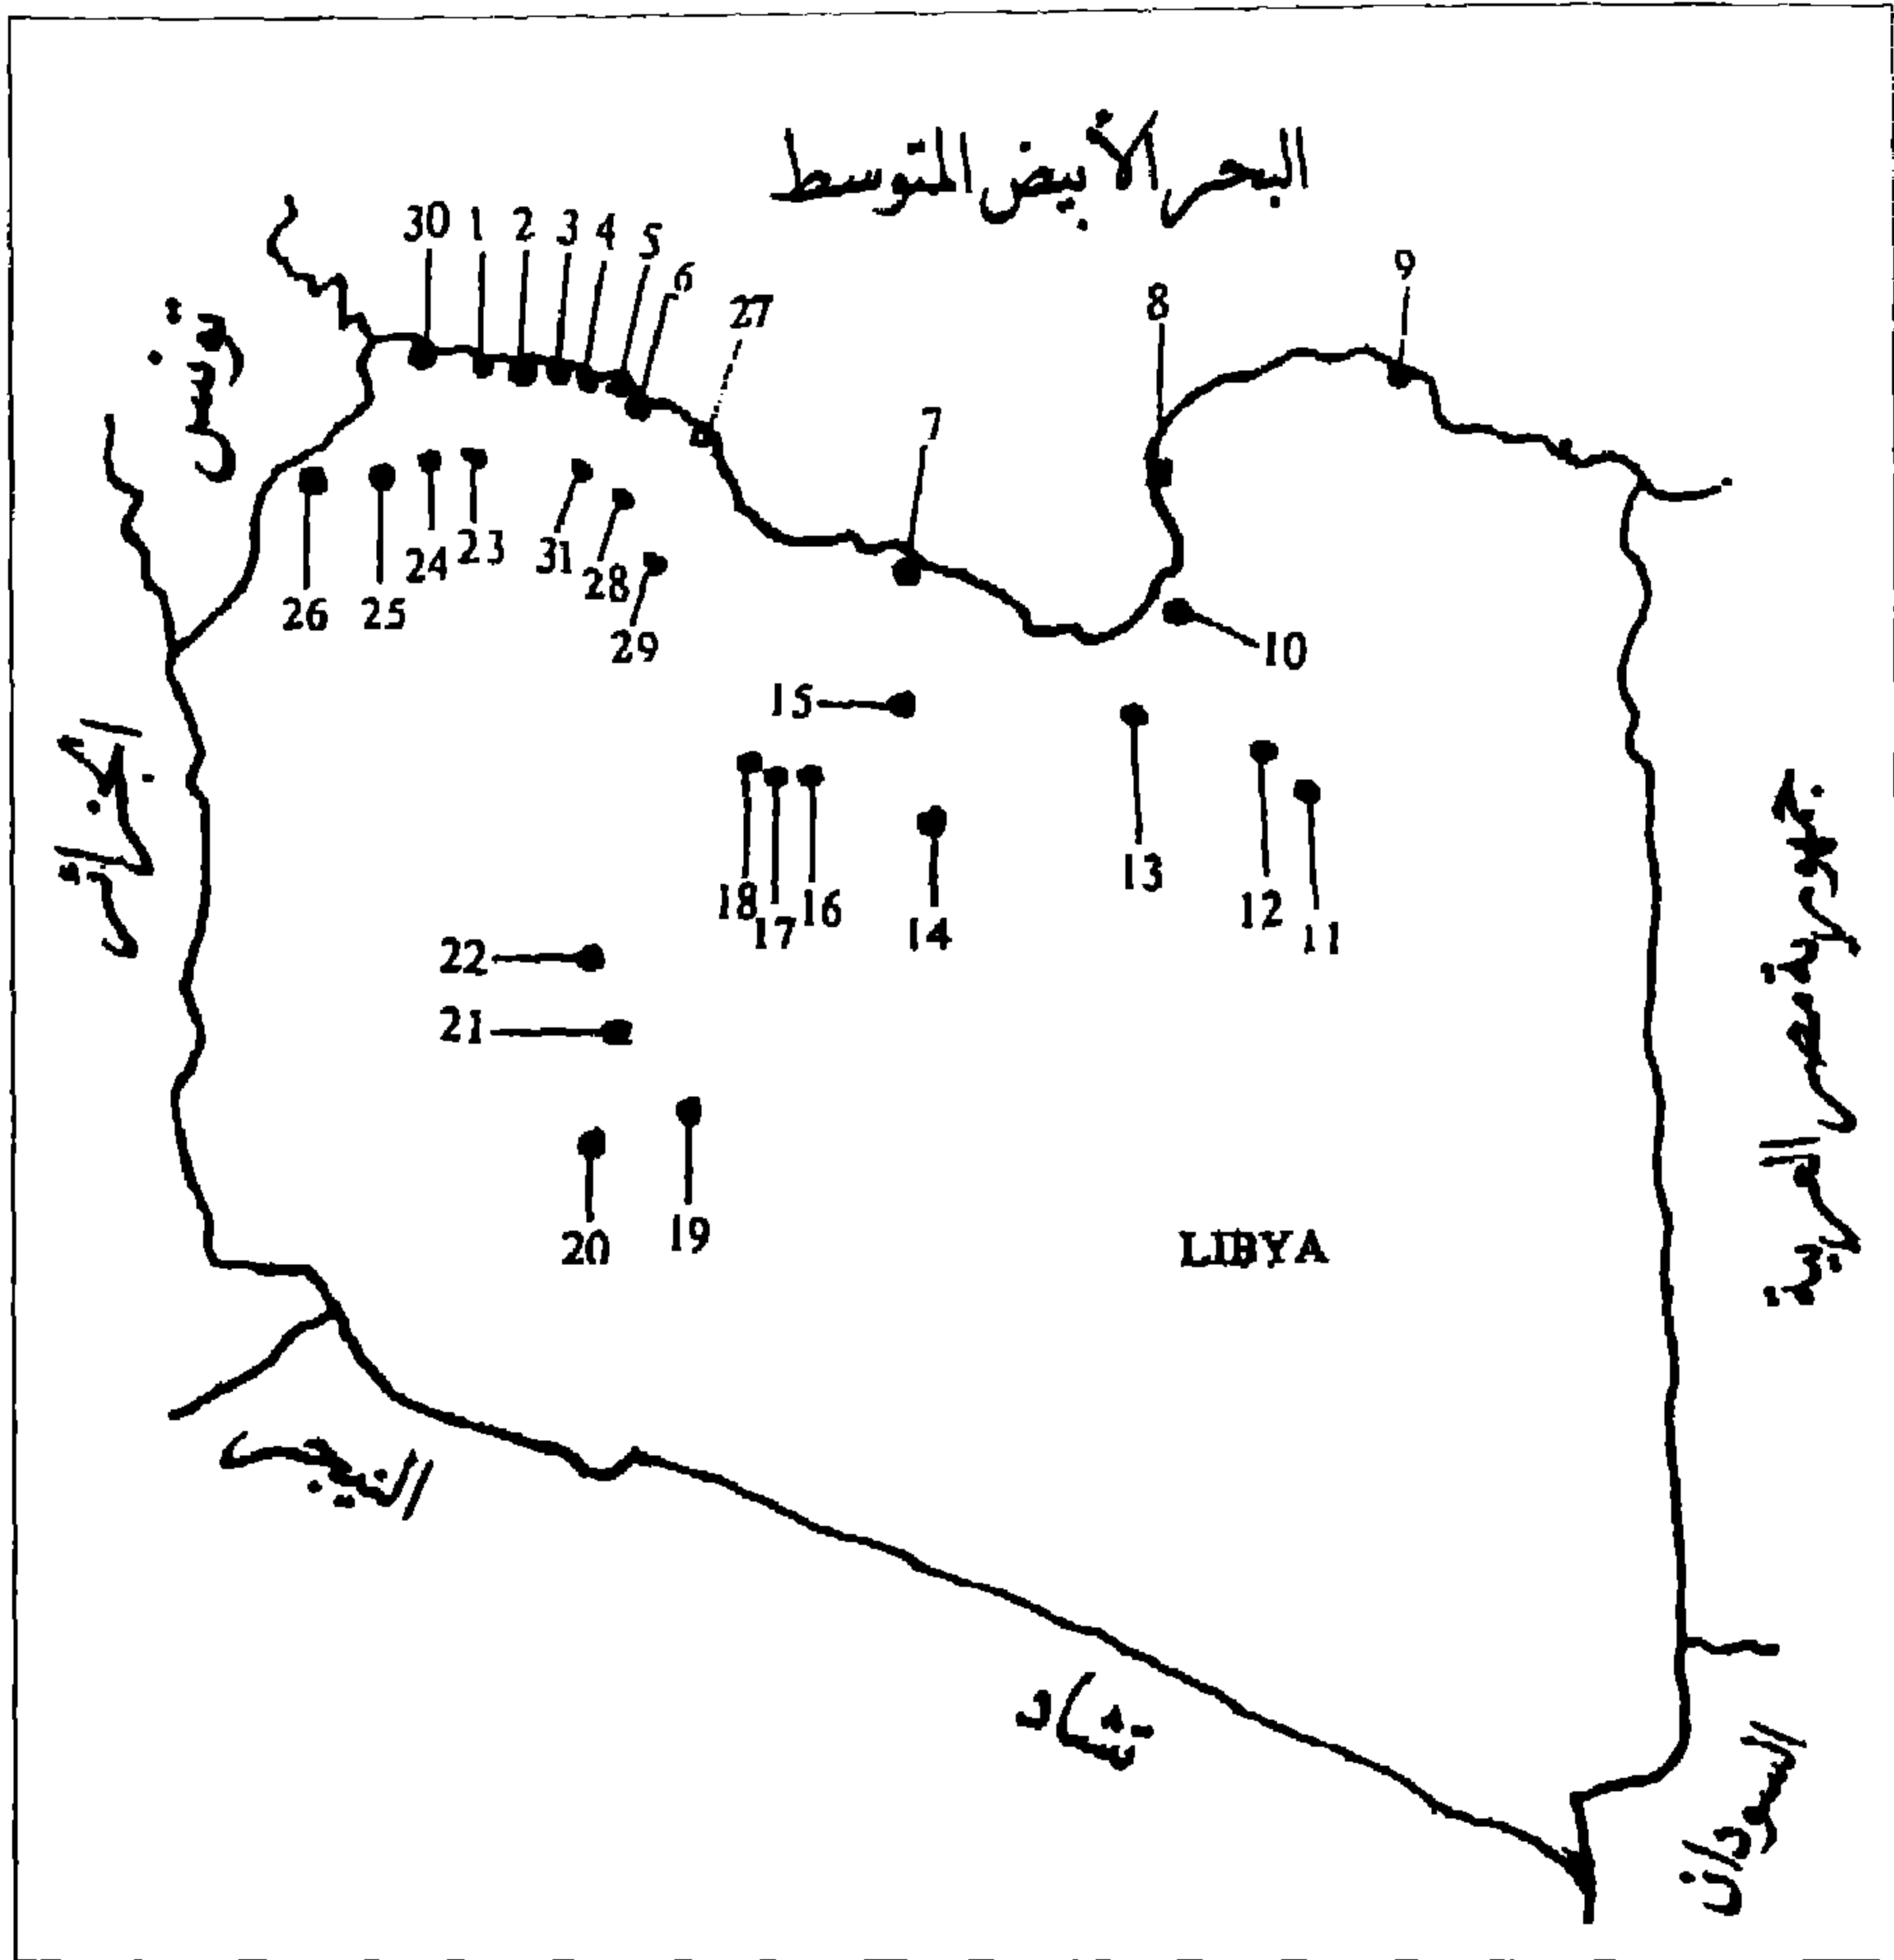 البحر الأبيض المتوسط
30 1 2 3 4 5 6 27 7 8 9
تونس
26 25 24 23 31 28 29
10
15
الجزائر
18 17 16 14 13 12 11
جمهورية مصر العربية
22
21
20 19
LIBYA
النيجر
تشاد
السودان